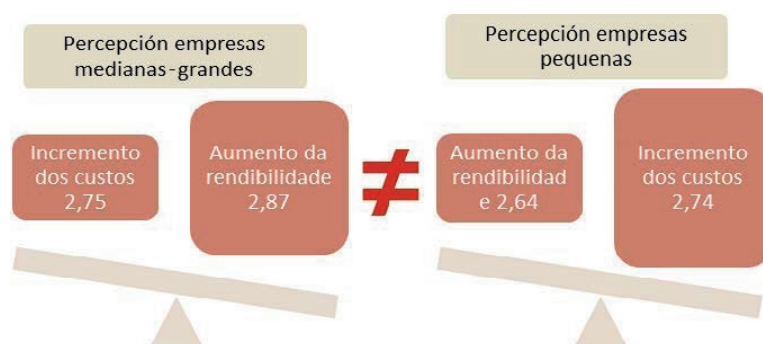 Percepción empresas
medianas-grandes
Incremento
dos custos
2,75
Aumento da
rendibilidade
2,87
≠
Percepción empresas
pequenas
Aumento da
rendibilidad
e 2,64
Incremento
dos custos
2,74